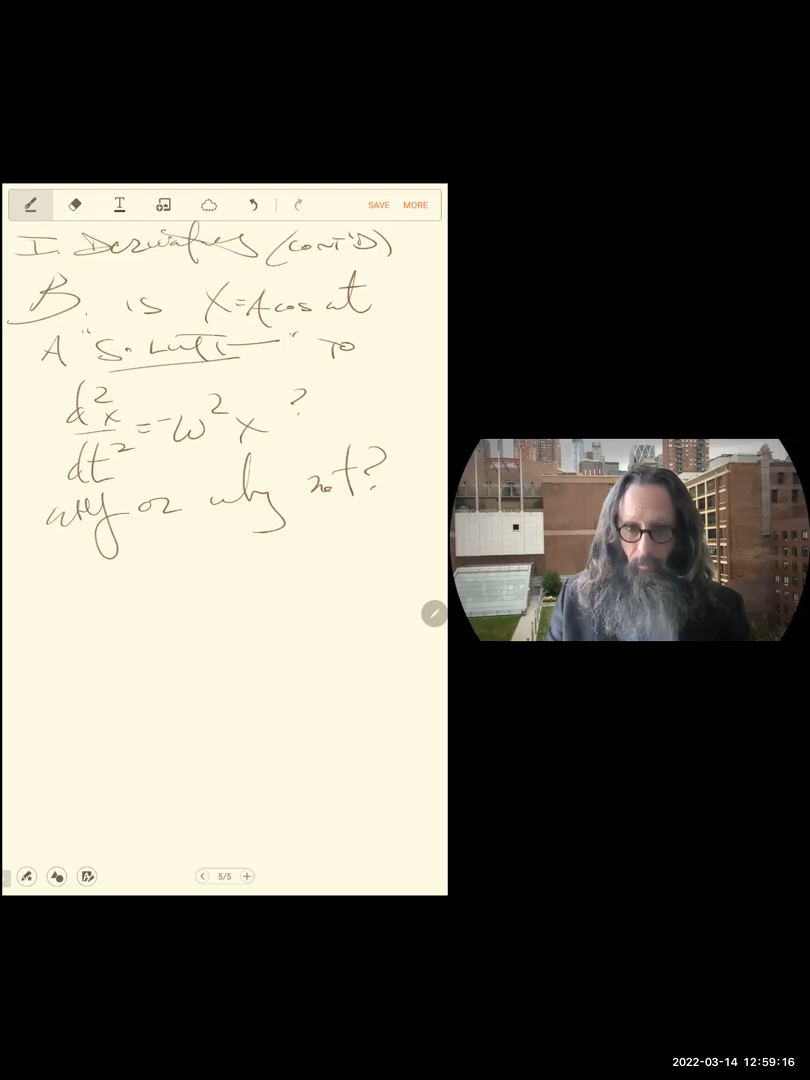 SAVE MORE
I. Derivatives (CONT'D)
B. is X=A cos ωt
A "Solution" TO
d²x/dt² = -ω²x ?
why or why not?
5/5
2022-03-14 12:59:16